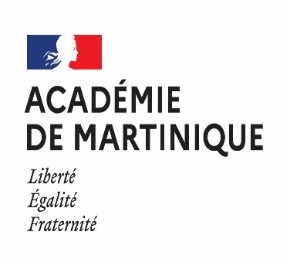 ACADÉMIE
DE MARTINIQUE
Liberté
Égalité
Fraternité